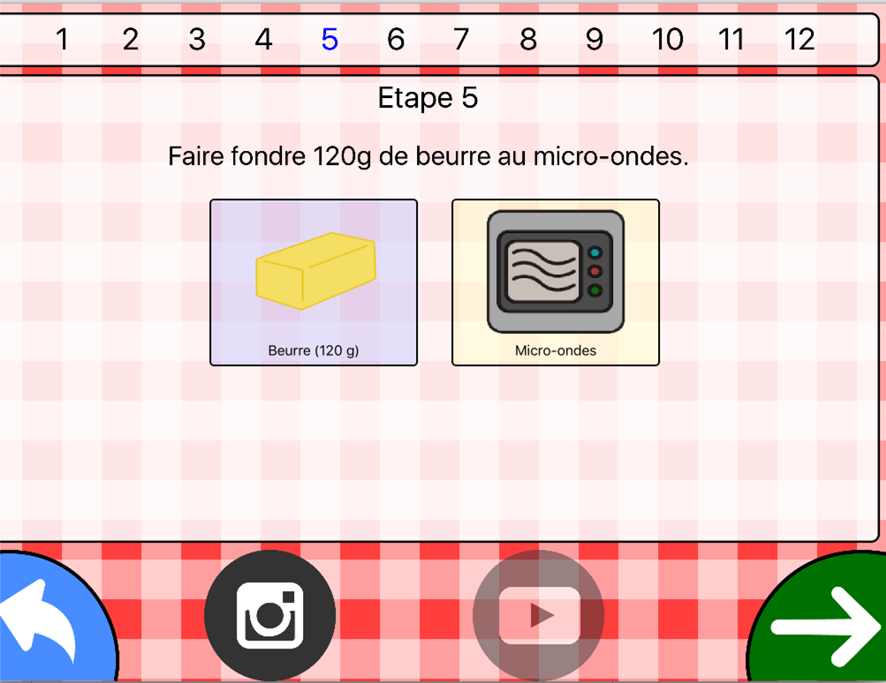 1 2 3 4 5 6 7 8 9 10 11 12
Etape 5
Faire fondre 120g de beurre au micro-ondes.
Beurre (120 g)
Micro-ondes